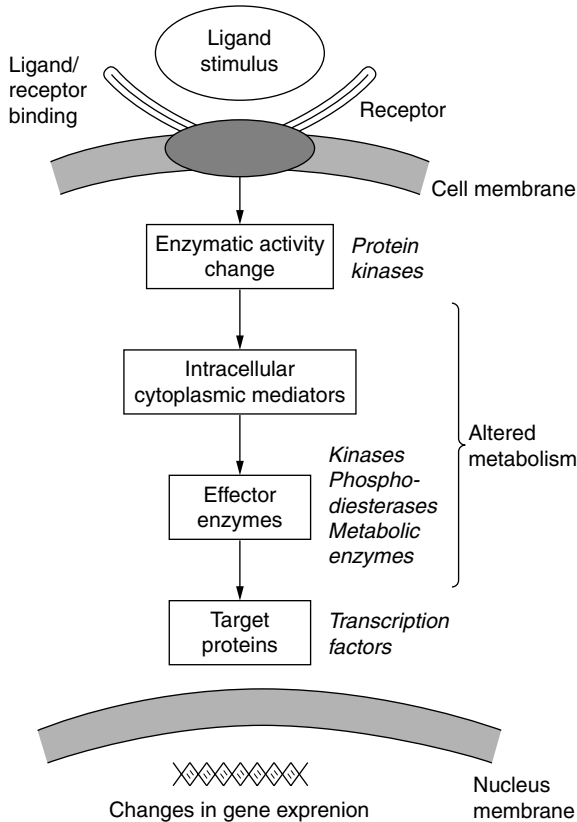 Ligand
stimulus
Ligand/
receptor
binding
Receptor
Cell membrane
Enzymatic activity
change
Protein
kinases
Intracellular
cytoplasmic mediators
Altered
metabolism
Effector
enzymes
Kinases
Phospho-
diesterases
Metabolic
enzymes
Target
proteins
Transcription
factors
Nucleus
membrane
Changes in gene exprenion